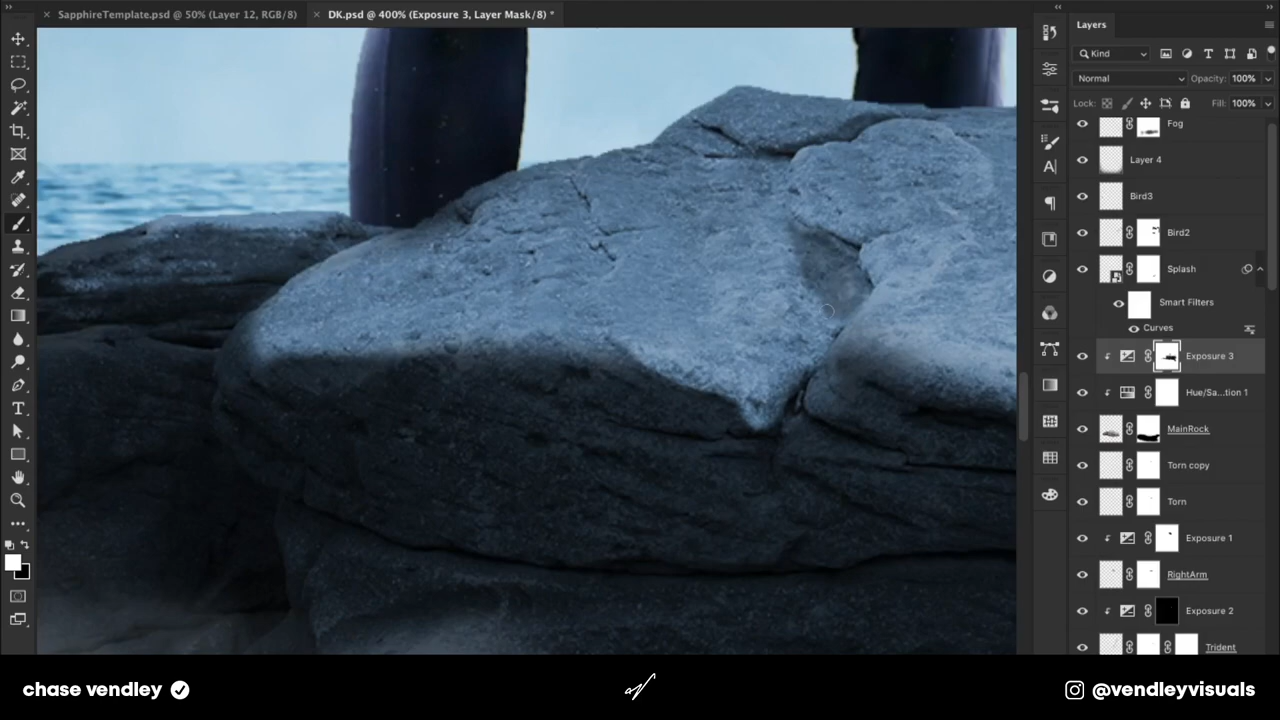 SapphireTemplate.psd @ 50% (Layer 12, RGB/8)
DK.psd @ 400% (Exposure 3, Layer Mask/8) *
Layers
Kind
Normal
Opacity: 100%
Lock:
Fill: 100%
Fog
Layer 4
Bird3
Bird2
Splash
Smart Filters
Curves
Exposure 3
Hue/Sa...tion 1
MainRock
Torn copy
Torn
Exposure 1
RightArm
Exposure 2
Trident
chase vendley
@vendleyvisuals